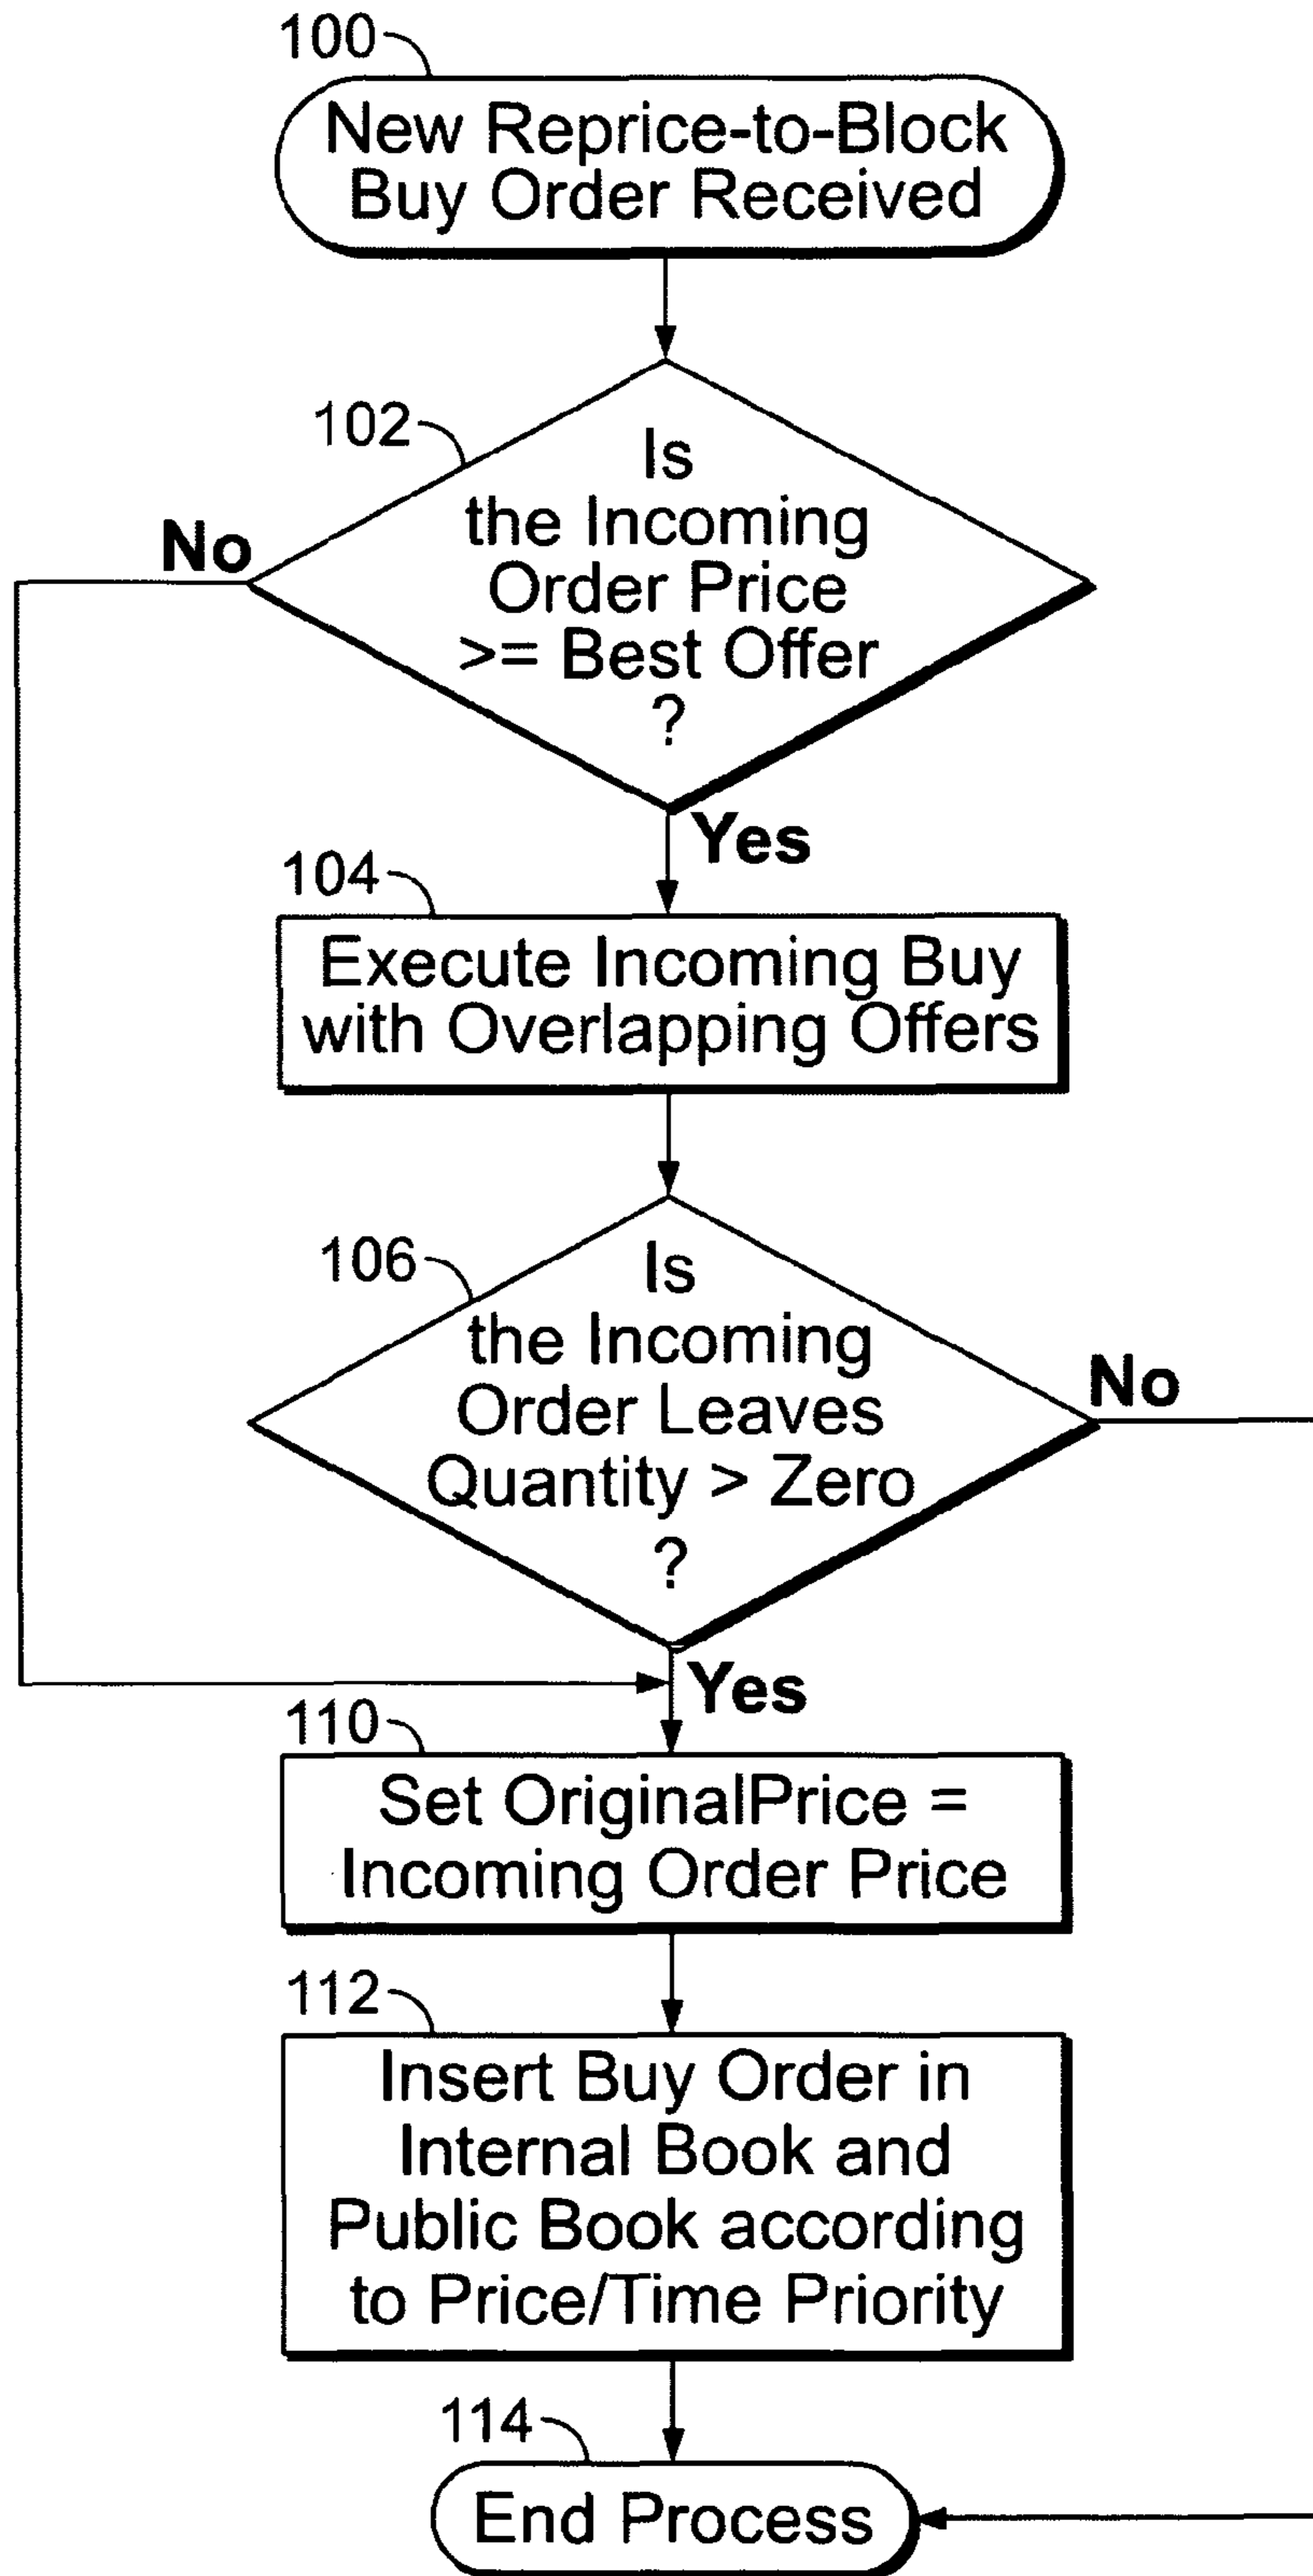 100
New Reprice-to-Block
Buy Order Received
102
Is
the Incoming
Order Price
>= Best Offer
?
No
Yes
104
Execute Incoming Buy
with Overlapping Offers
106
Is
the Incoming
Order Leaves
Quantity > Zero
?
No
Yes
110
Set OriginalPrice =
Incoming Order Price
112
Insert Buy Order in
Internal Book and
Public Book according
to Price/Time Priority
114
End Process